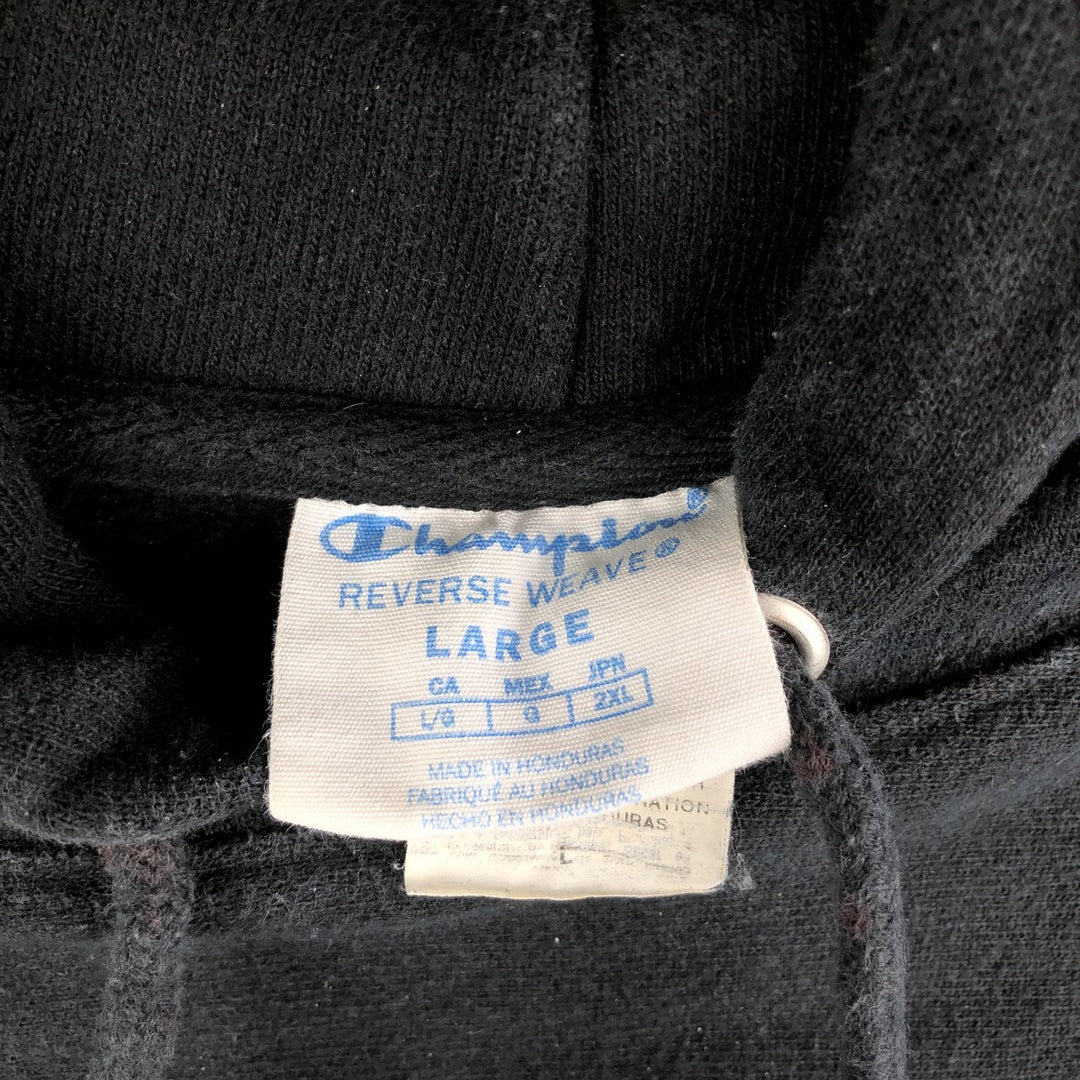 Champion®
REVERSE WEAVE®
LARGE
CA MEX JPN
L/G G 2XL
MADE IN HONDURAS
FABRIQUÉ AU HONDURAS
HECHO EN HONDURAS
L